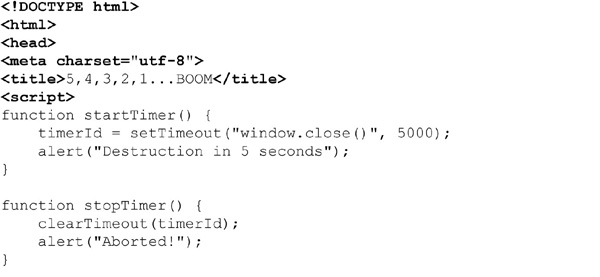 <!DOCTYPE html>
<html>
<head>
<meta charset="utf-8">
<title>5,4,3,2,1...BOOM</title>
<script>
function startTimer() {
    timerId = setTimeout("window.close()", 5000);
    alert("Destruction in 5 seconds");
}

function stopTimer() {
    clearTimeout(timerId);
    alert("Aborted!");
}